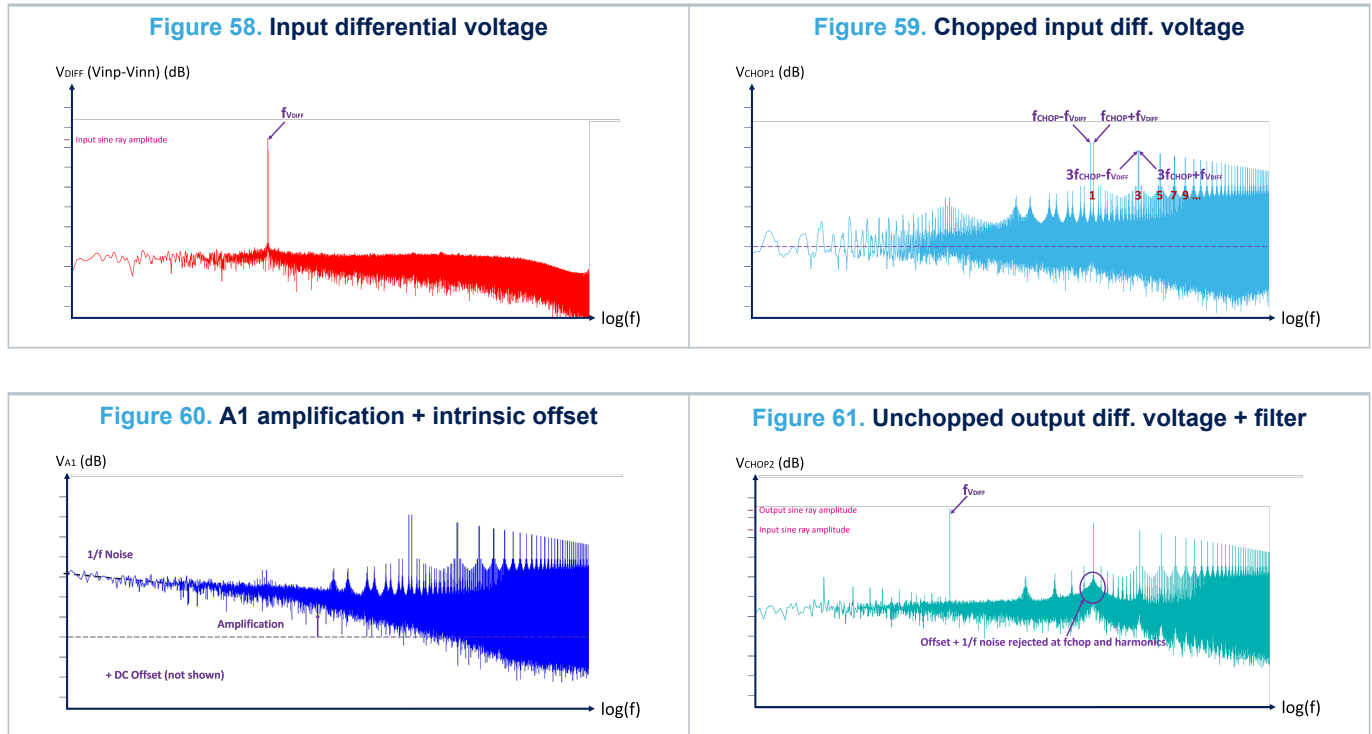 Figure 58. Input differential voltage
VDIFF (Vinp-Vinn) (dB)
fVDIFF
Input sine ray amplitude
log(f)
Figure 59. Chopped input diff. voltage
VCHOP1 (dB)
fCHOP-fVDIFF fCHOP+fVDIFF
3fCHOP-fVDIFF 3fCHOP+fVDIFF
1 3 5 7 9 ...
log(f)
Figure 60. A1 amplification + intrinsic offset
VA1 (dB)
1/f Noise
Amplification
+ DC Offset (not shown)
log(f)
Figure 61. Unchopped output diff. voltage + filter
VCHOP2 (dB)
fVDIFF
Output sine ray amplitude
Input sine ray amplitude
Offset + 1/f noise rejected at fchop and harmonics
log(f)